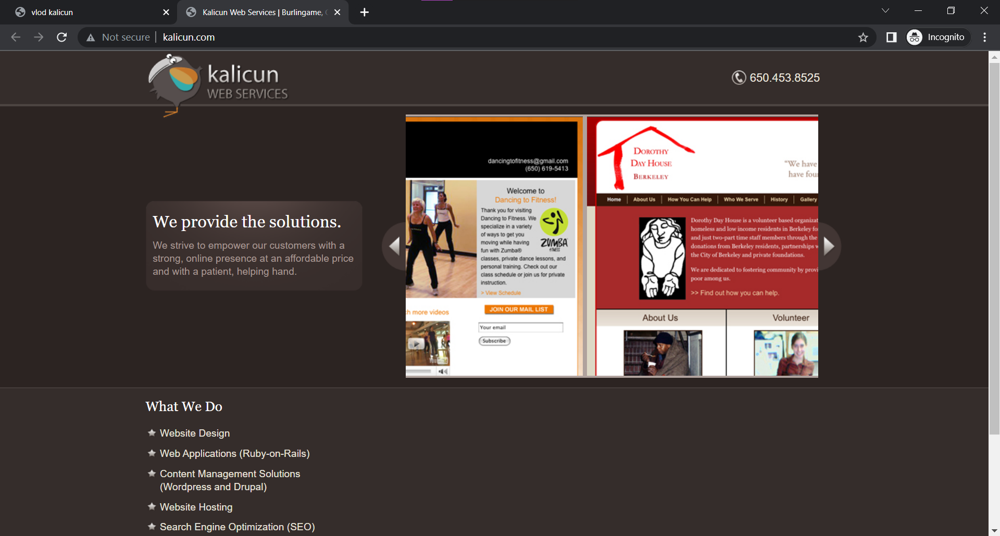 vlod kalicun
Kalicun Web Services | Burlingame,
Not secure
kalicun.com
Incognito
kalicun
WEB SERVICES
650.453.8525
We provide the solutions.
We strive to empower our customers with a
strong, online presence at an affordable price
and with a patient, helping hand.
dancingtofitness@gmail.com
(650) 619-5413
Welcome to
Dancing to Fitness!
Thank you for visiting
Dancing to Fitness. We
specialize in a variety
of ways to get you
moving while having
fun with Zumba®
classes, private dance lessons, and
personal training. Check out our
class schedule or join us for private
instruction.
> View Schedule
ZUMBA
FITNESS
h more videos
JOIN OUR MAIL LIST
Your email
Subscribe
DOROTHY
DAY HOUSE
BERKELEY
"We have
have four
Home
About Us
How You Can Help
Who We Serve
History
Gallery
Dorothy Day House is a volunteer based organizat
homeless and low income residents in Berkeley fo
and just two-part time staff members through the
donations from Berkeley residents, partnerships w
the City of Berkeley and private foundations.
We are dedicated to fostering community by provi
poor among us.
>> Find out how you can help.
About Us
Volunteer
What We Do
Website Design
Web Applications (Ruby-on-Rails)
Content Management Solutions
(Wordpress and Drupal)
Website Hosting
Search Engine Optimization (SEO)